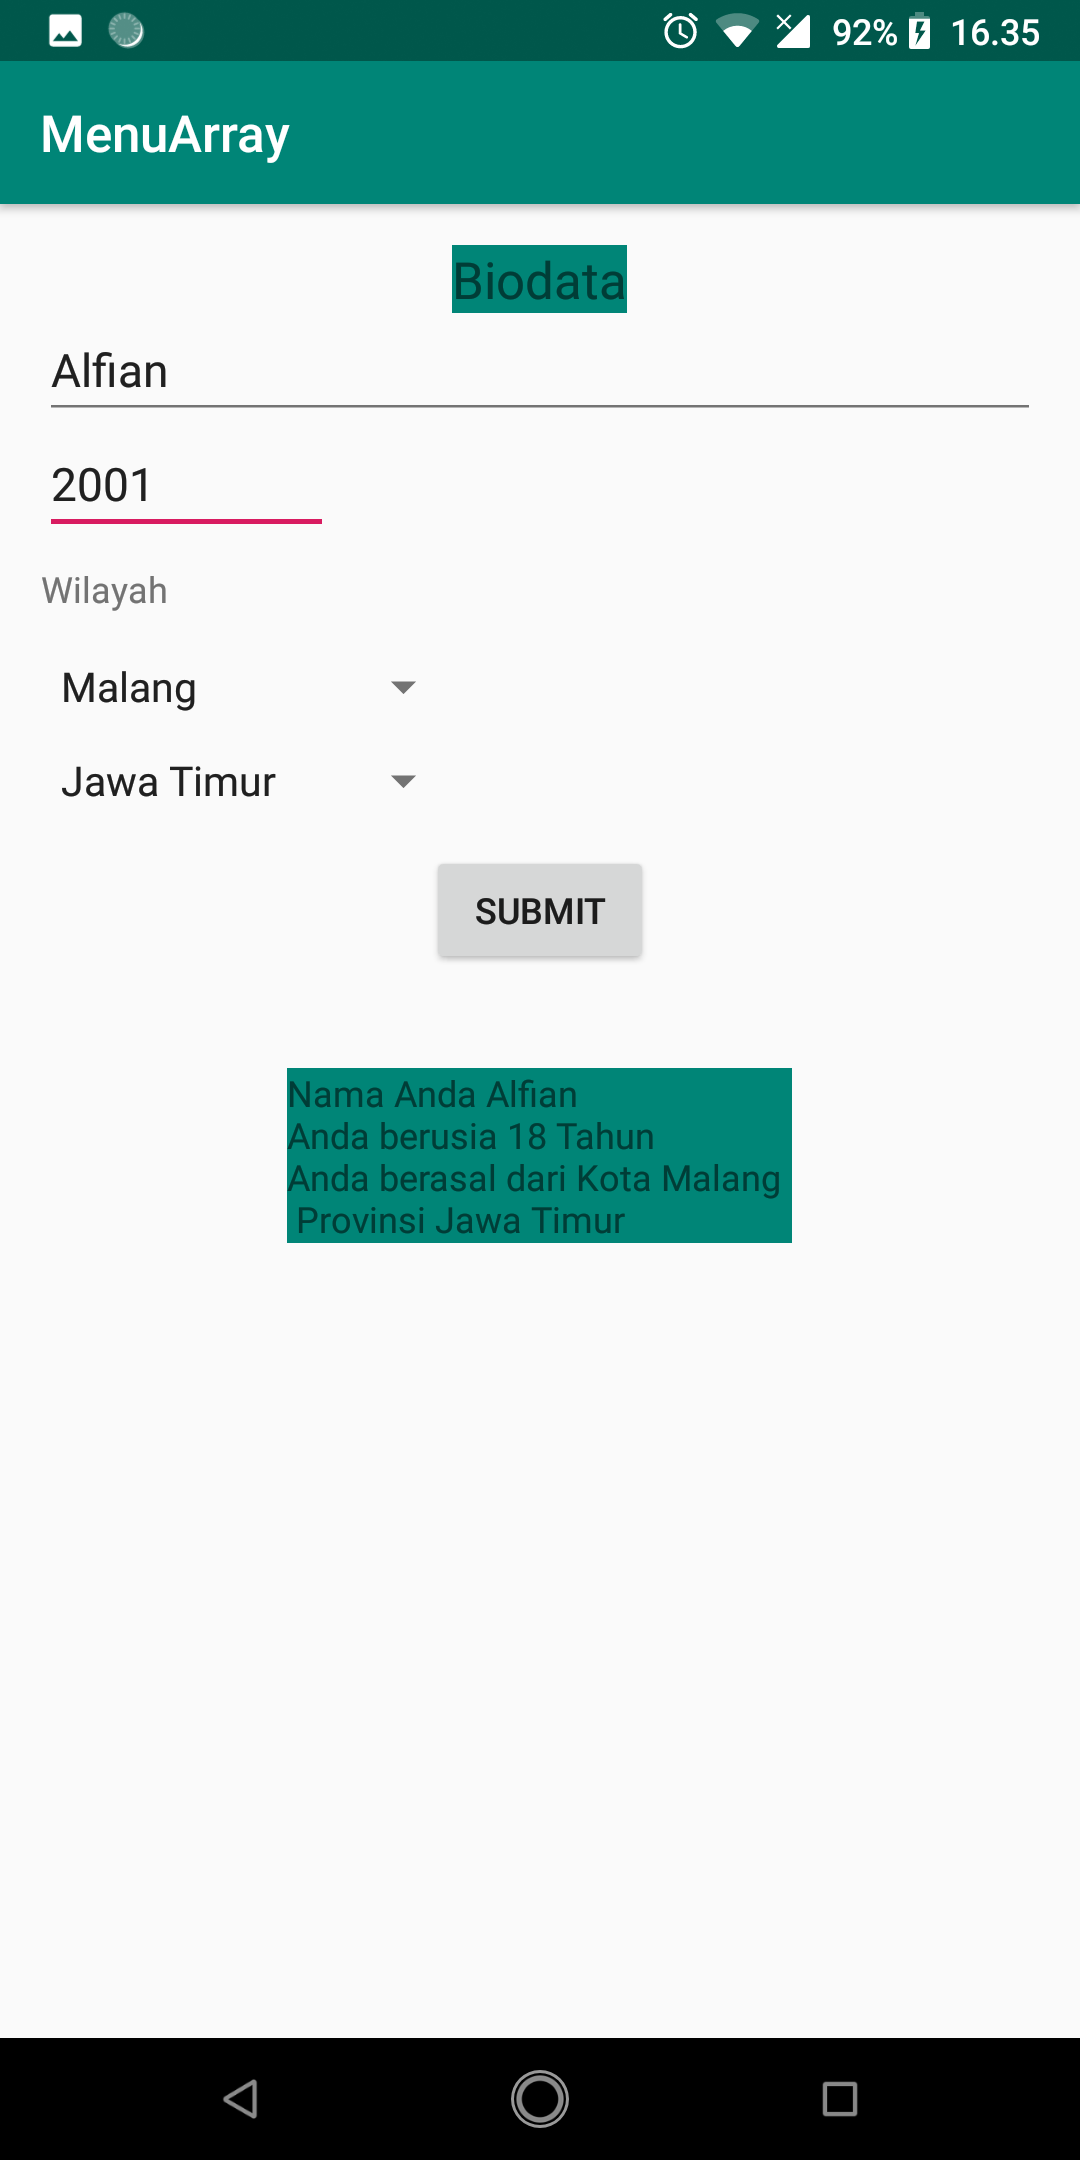 92% 16.35
MenuArray
Biodata
Alfian
2001
Wilayah
Malang
Jawa Timur
SUBMIT
Nama Anda Alfian
Anda berusia 18 Tahun
Anda berasal dari Kota Malang
Provinsi Jawa Timur